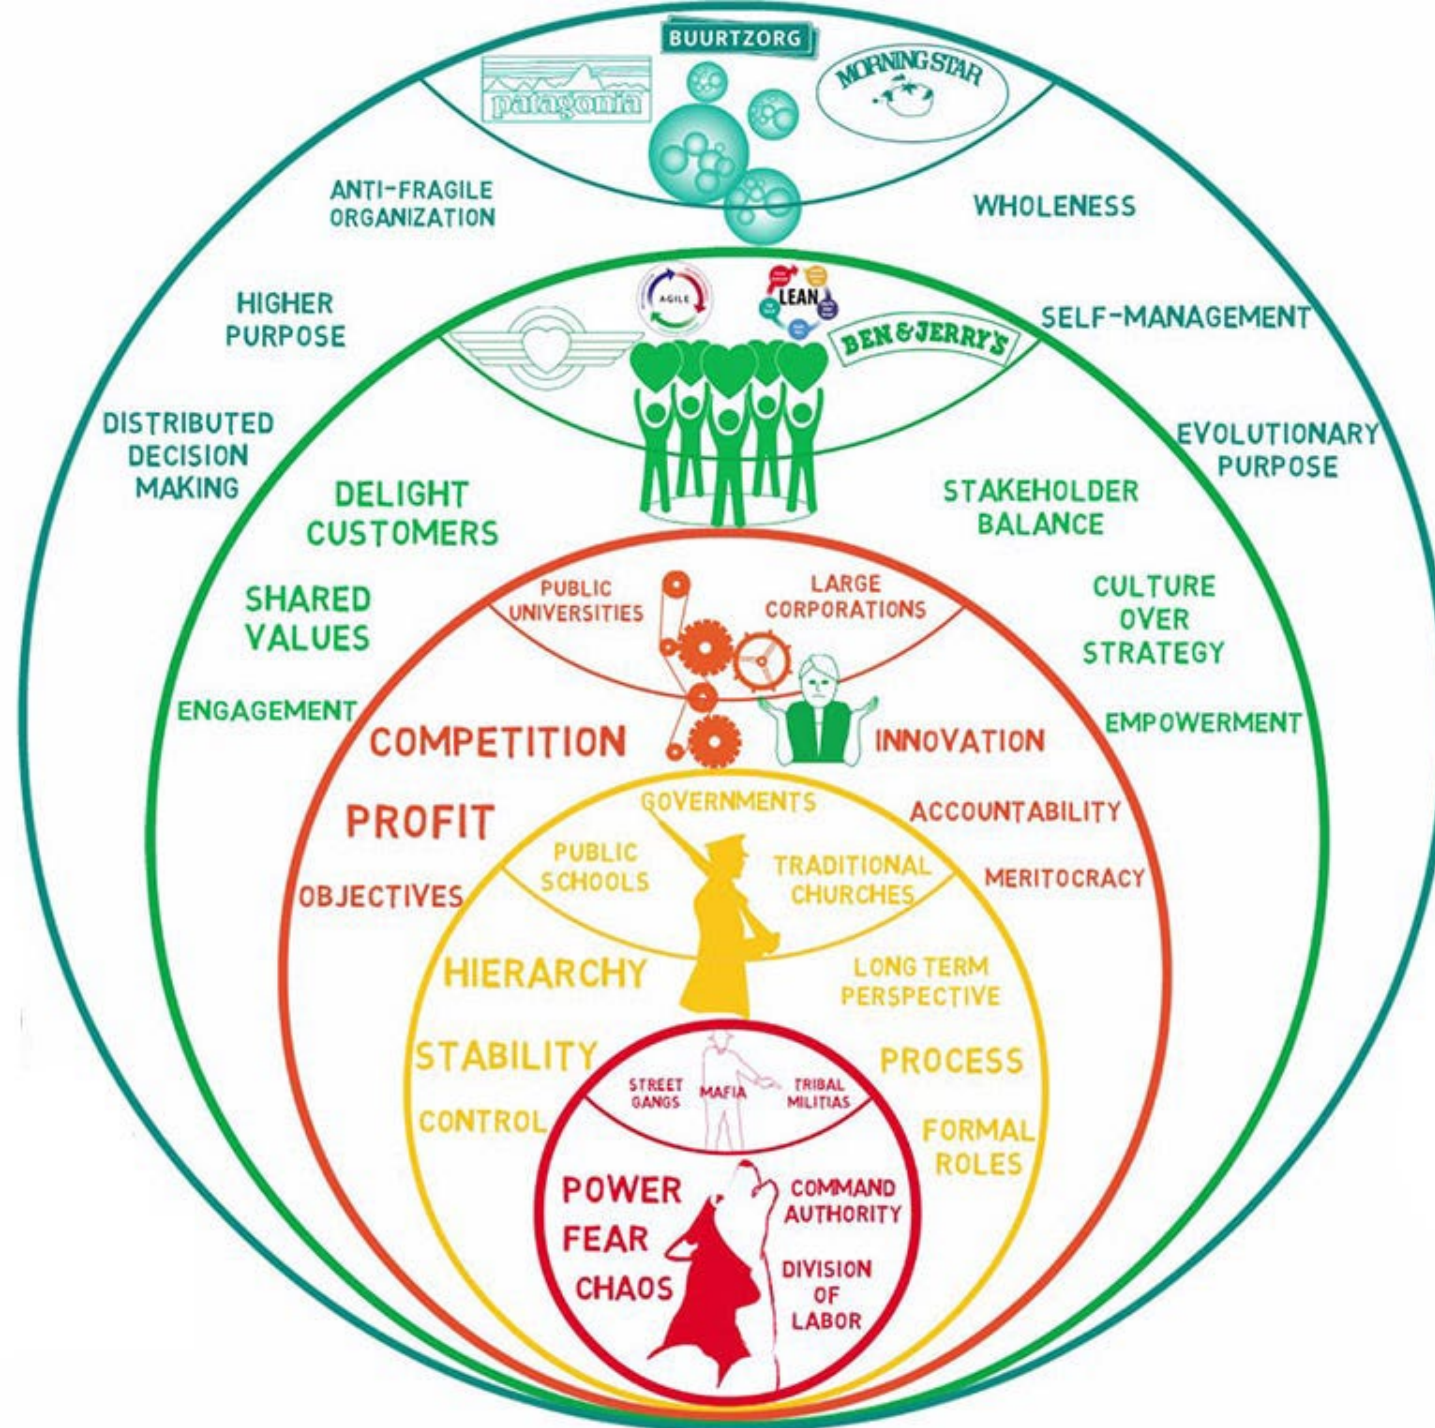 BUURTZORG
patagonia
MORNING STAR
ANTI-FRAGILE
ORGANIZATION
WHOLENESS
HIGHER
PURPOSE
SELF-MANAGEMENT
DISTRIBUTED
DECISION
MAKING
EVOLUTIONARY
PURPOSE
AGILE
LEAN
BEN & JERRY'S
DELIGHT
CUSTOMERS
STAKEHOLDER
BALANCE
SHARED
VALUES
CULTURE
OVER
STRATEGY
ENGAGEMENT
EMPOWERMENT
PUBLIC
UNIVERSITIES
LARGE
CORPORATIONS
COMPETITION
INNOVATION
PROFIT
ACCOUNTABILITY
OBJECTIVES
MERITOCRACY
GOVERNMENTS
PUBLIC
SCHOOLS
TRADITIONAL
CHURCHES
HIERARCHY
LONG TERM
PERSPECTIVE
STABILITY
PROCESS
CONTROL
FORMAL
ROLES
STREET
GANGS
MAFIA
TRIBAL
MILITIAS
POWER
FEAR
CHAOS
COMMAND
AUTHORITY
DIVISION
OF
LABOR